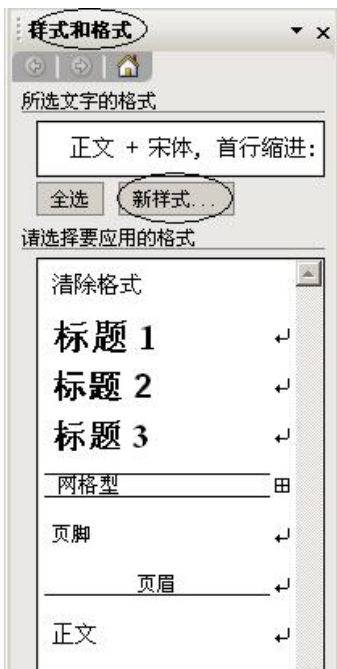 样式和格式
所选文字的格式
正文 + 宋体, 首行缩进:
全选 新样式...
请选择要应用的格式
清除格式
标题 1
标题 2
标题 3
网格型
页脚
页眉
正文